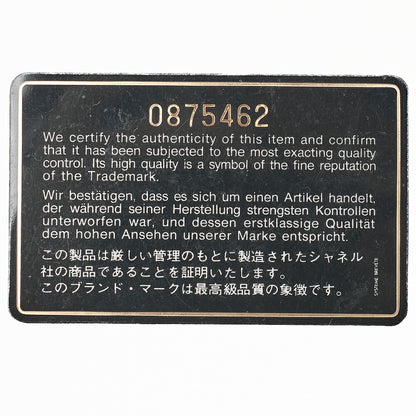 0875462
We certify the authenticity of this item and confirm
that it has been subjected to the most exacting quality
control. Its high quality is a symbol of the fine reputation
of the Trademark.
Wir bestätigen, dass es sich um einen Artikel handelt,
der während seiner Herstellung strengsten Kontrollen
unterworfen war, und dessen erstklassige Qualität
dem hohen Ansehen unserer Marke entspricht.
この製品は厳しい管理のもとに製造されたシャネル
社の商品であることを証明いたします。
このブランド・マークは最高級品質の象徴です。